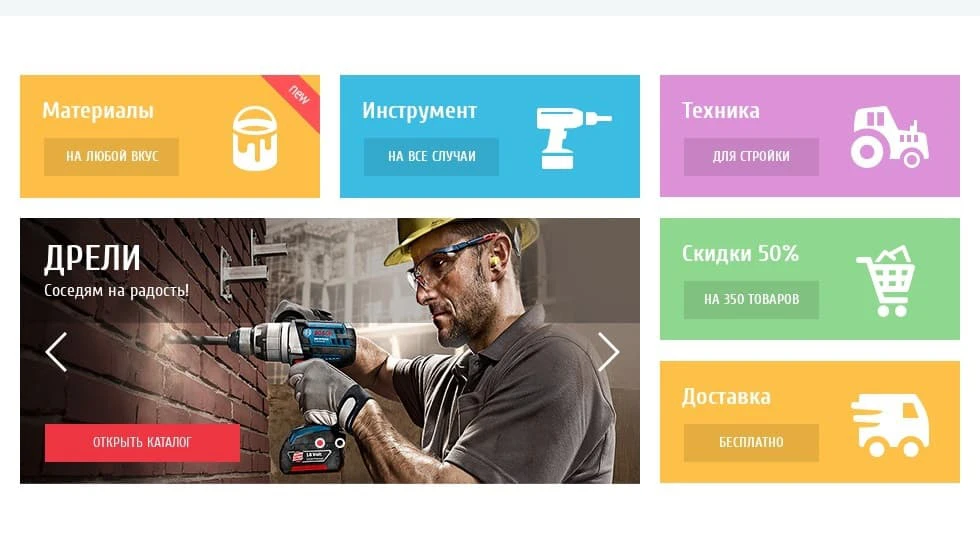 Материалы
НА ЛЮБОЙ ВКУС
new
Инструмент
НА ВСЕ СЛУЧАИ
Техника
ДЛЯ СТРОЙКИ
ДРЕЛИ
Соседям на радость!
BOSCH
ОТКРЫТЬ КАТАЛОГ
Скидки 50%
НА 350 ТОВАРОВ
Доставка
БЕСПЛАТНО